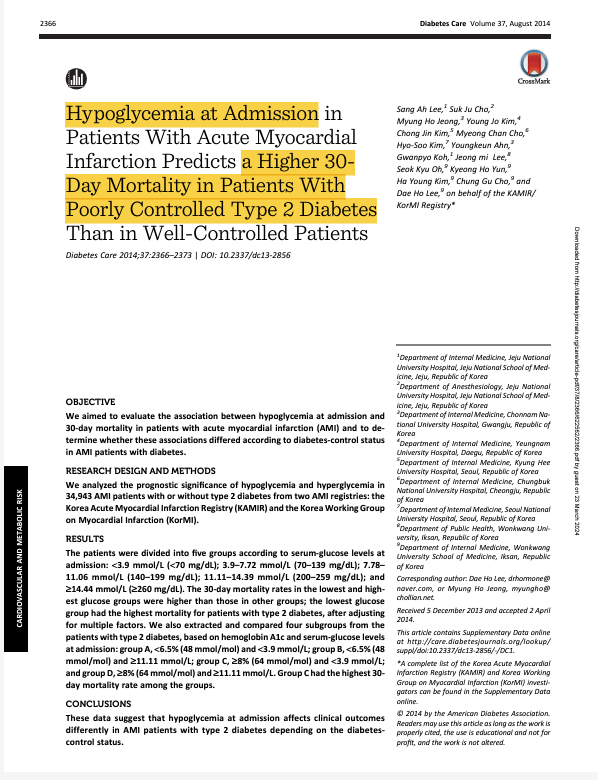 2366
Diabetes Care Volume 37, August 2014
CrossMark
Hypoglycemia at Admission in
Patients With Acute Myocardial
Infarction Predicts a Higher 30-
Day Mortality in Patients With
Poorly Controlled Type 2 Diabetes
Than in Well-Controlled Patients
Diabetes Care 2014;37:2366–2373 | DOI: 10.2337/dc13-2856
Sang Ah Lee,1 Suk Ju Cho,2
Myung Ho Jeong,3 Young Jo Kim,4
Chong Jin Kim,5 Myeong Chan Cho,6
Hyo-Soo Kim,7 Youngkeun Ahn,3
Gwanpyo Koh,1 Jeong mi Lee,8
Seok Kyu Oh,9 Kyeong Ho Yun,9
Ha Young Kim,9 Chung Gu Cho,9 and
Dae Ho Lee,9 on behalf of the KAMIR/
KorMI Registry*
OBJECTIVE
We aimed to evaluate the association between hypoglycemia at admission and
30-day mortality in patients with acute myocardial infarction (AMI) and to de-
termine whether these associations differed according to diabetes-control status
in AMI patients with diabetes.
RESEARCH DESIGN AND METHODS
We analyzed the prognostic significance of hypoglycemia and hyperglycemia in
34,943 AMI patients with or without type 2 diabetes from two AMI registries: the
Korea Acute Myocardial Infarction Registry (KAMIR) and the Korea Working Group
on Myocardial Infarction (KorMI).
RESULTS
The patients were divided into five groups according to serum-glucose levels at
admission: <3.9 mmol/L (<70 mg/dL); 3.9–7.72 mmol/L (70–139 mg/dL); 7.78–
11.06 mmol/L (140–199 mg/dL); 11.11–14.39 mmol/L (200–259 mg/dL); and
≥14.44 mmol/L (≥260 mg/dL). The 30-day mortality rates in the lowest and high-
est glucose groups were higher than those in other groups; the lowest glucose
group had the highest mortality for patients with type 2 diabetes, after adjusting
for multiple factors. We also extracted and compared four subgroups from the
patients with type 2 diabetes, based on hemoglobin A1c and serum-glucose levels
at admission: group A, <6.5% (48 mmol/mol) and <3.9 mmol/L; group B, <6.5% (48
mmol/mol) and ≥11.11 mmol/L; group C, ≥8% (64 mmol/mol) and <3.9 mmol/L;
and group D, ≥8% (64 mmol/mol) and ≥11.11 mmol/L. Group C had the highest 30-
day mortality rate among the groups.
CONCLUSIONS
These data suggest that hypoglycemia at admission affects clinical outcomes
differently in AMI patients with type 2 diabetes depending on the diabetes-
control status.
1Department of Internal Medicine, Jeju National
University Hospital, Jeju National School of Med-
icine, Jeju, Republic of Korea
2Department of Anesthesiology, Jeju National
University Hospital, Jeju National School of Med-
icine, Jeju, Republic of Korea
3Department of Internal Medicine, Chonnam Na-
tional University Hospital, Gwangju, Republic of
Korea
4Department of Internal Medicine, Yeungnam
University Hospital, Daegu, Republic of Korea
5Department of Internal Medicine, Kyung Hee
University Hospital, Seoul, Republic of Korea
6Department of Internal Medicine, Chungbuk
National University Hospital, Cheongju, Republic
of Korea
7Department of Internal Medicine, Seoul National
University Hospital, Seoul, Republic of Korea
8Department of Public Health, Wonkwang Uni-
versity, Iksan, Republic of Korea
9Department of Internal Medicine, Wonkwang
University School of Medicine, Iksan, Republic
of Korea
Corresponding author: Dae Ho Lee, drhormone@
naver.com, or Myung Ho Jeong, myungho@
chollian.net.
Received 5 December 2013 and accepted 2 April
2014.
This article contains Supplementary Data online
at http://care.diabetesjournals.org/lookup/
suppl/doi:10.2337/dc13-2856/-/DC1.
*A complete list of the Korea Acute Myocardial
Infarction Registry (KAMIR) and Korea Working
Group on Myocardial Infarction (KorMI) investi-
gators can be found in the Supplementary Data
online.
© 2014 by the American Diabetes Association.
Readers may use this article as long as the work is
properly cited, the use is educational and not for
profit, and the work is not altered.
CARDIOVASCULAR AND METABOLIC RISK